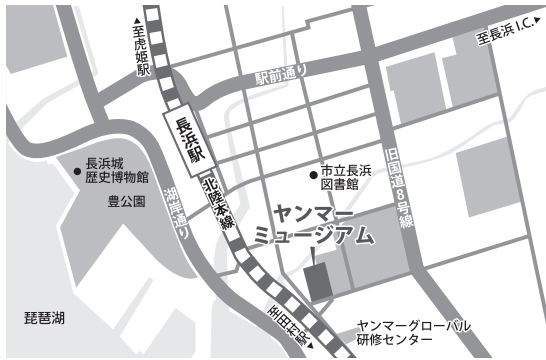 ▲至虎姫駅
至長浜I.C.▶
駅前通り
長浜駅
長浜城
歴史博物館
豊公園
湖岸通り
北陸本線
市立長浜
図書館
旧国道8号線
ヤンマー
ミュージアム
琵琶湖
至田村駅▼
ヤンマーグローバル
研修センター